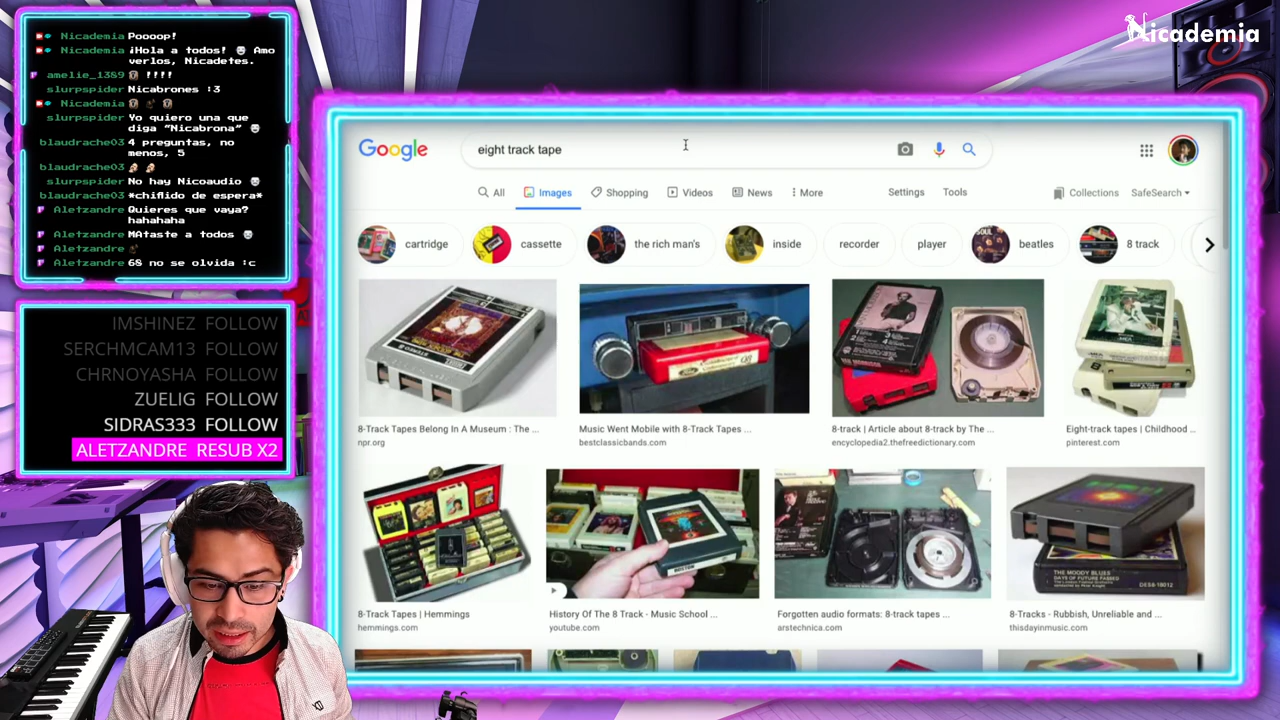 Nicademia Poooop!
Nicademia ¡Hola a todos! Amo
verlos, Nicadetes.
amelie_1389 !!!!
slurpspider Nicabrones :3
Nicademia
slurpspider Yo quiero una que
diga "Nicabrona"
blaudrache03 4 preguntas, no
menos, 5
blaudrache03
slurpspider No hay Nicoaudio
blaudrache03 *chiflido de espera*
Aletzandre Quieres que vaya?
hahahaha
Aletzandre MAtaste a todos
Aletzandre
Aletzandre 68 no se olvida :c
IMSHINEZ FOLLOW
SERCHMCAM13 FOLLOW
CHRNOYASHA FOLLOW
ZUELIG FOLLOW
SIDRAS333 FOLLOW
ALETZANDRE RESUB X2
Nicademia
Google
eight track tape
All Images Shopping Videos News More Settings Tools Collections SafeSearch
cartridge cassette the rich man's inside recorder player beatles 8 track
8-Track Tapes Belong In A Museum : The ...
npr.org
Music Went Mobile with 8-Track Tapes ...
bestclassicbands.com
8-track | Article about 8-track by The ...
encyclopedia2.thefreedictionary.com
Eight-track tapes | Childhood ...
pinterest.com
THE MOODY BLUES
DAYS OF FUTURE PASSED
8-Track Tapes | Hemmings
hemmings.com
History Of The 8 Track - Music School ...
youtube.com
Forgotten audio formats: 8-track tapes ...
arstechnica.com
8-Tracks - Rubbish, Unreliable and ...
thisdayinmusic.com